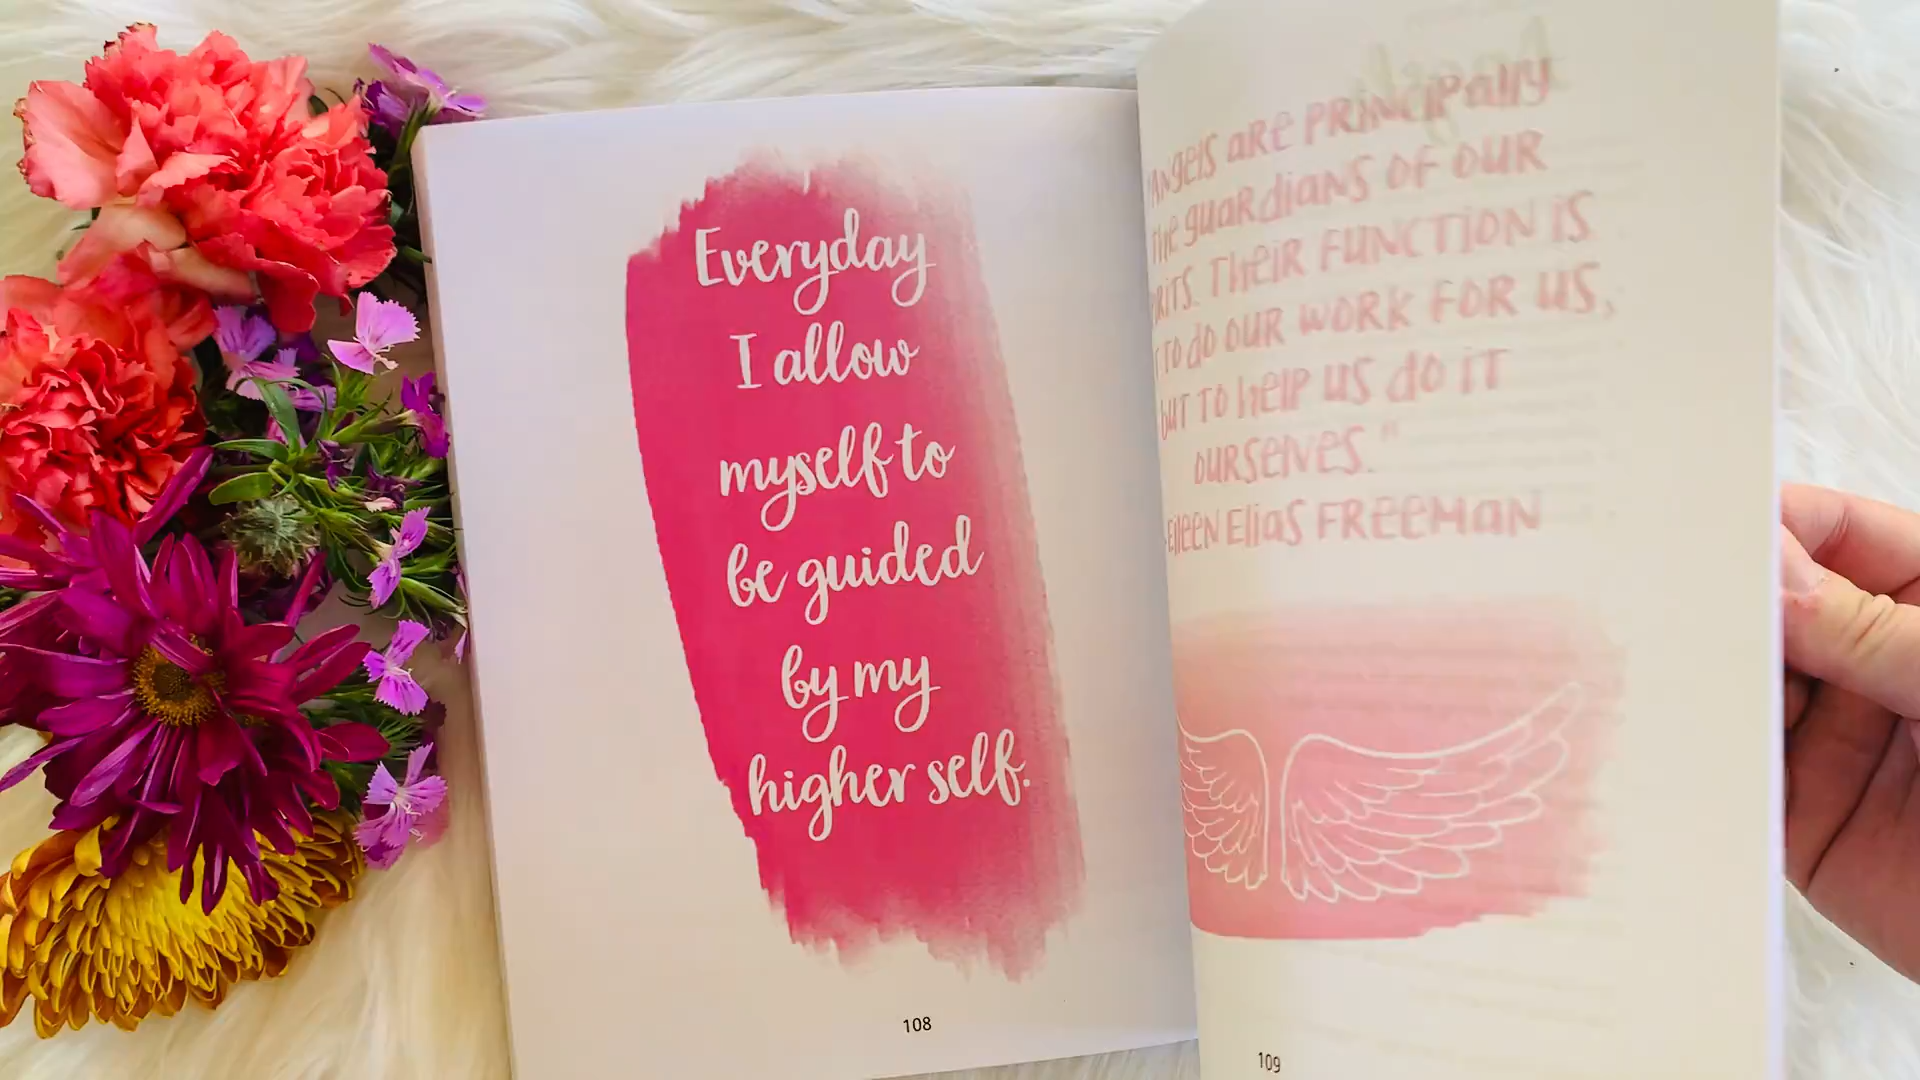 Everyday
I allow
myself to
be guided
by my
higher self.
108
"Angels are principally
the guardians of our
Their function is
to do our work for us,
but to help us do it
ourselves."
-Eileen Elias Freeman
109